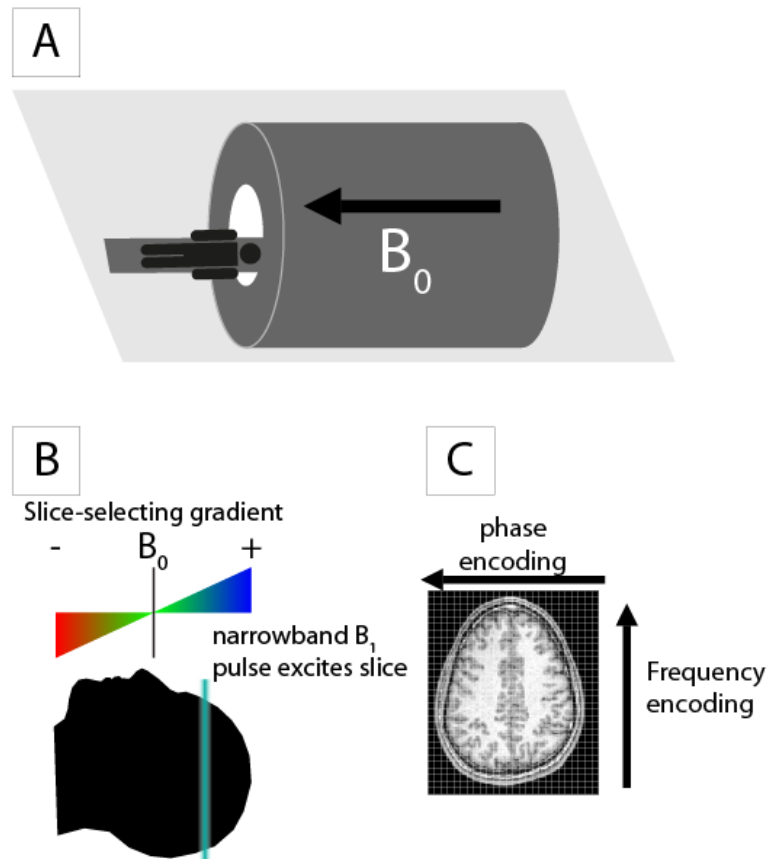 A
B₀
B
Slice-selecting gradient
- B₀ +
narrowband B₁
pulse excites slice
C
phase
encoding
Frequency
encoding